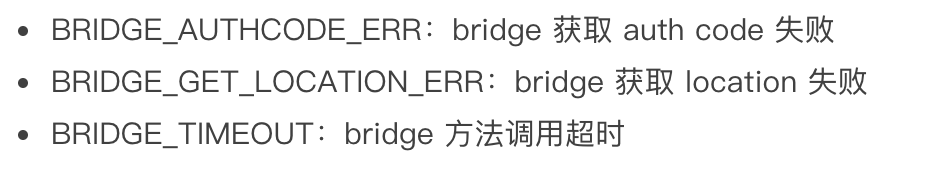 • BRIDGE_AUTHCODE_ERR：bridge 获取 auth code 失败
• BRIDGE_GET_LOCATION_ERR：bridge 获取 location 失败
• BRIDGE_TIMEOUT：bridge 方法调用超时